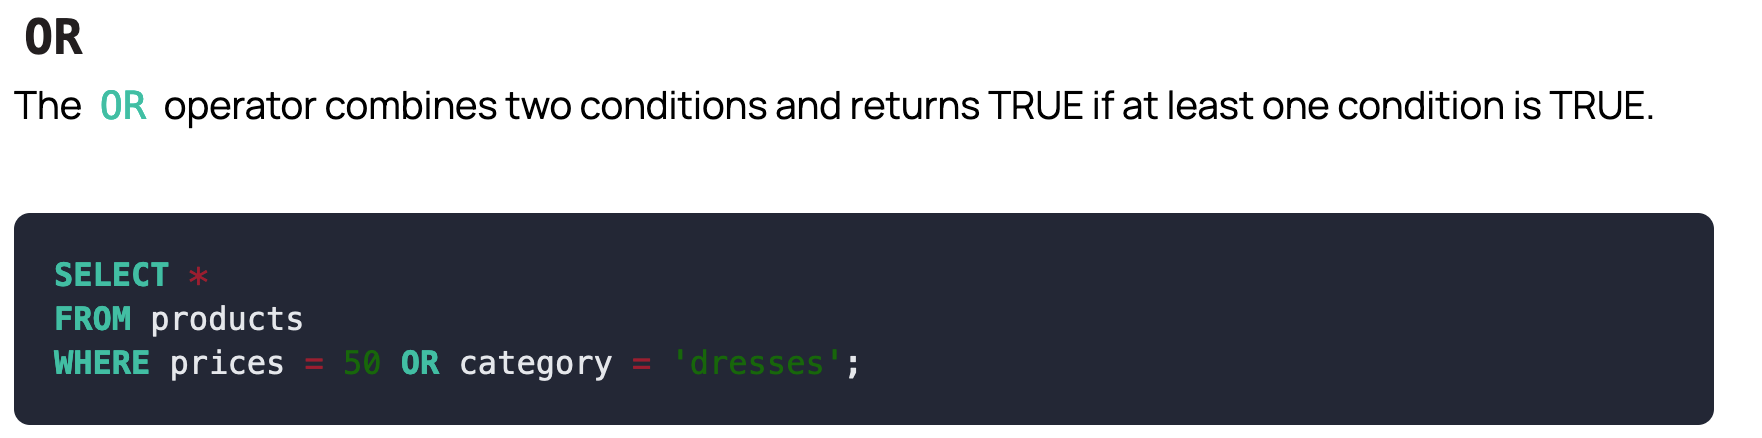 OR
The OR operator combines two conditions and returns TRUE if at least one condition is TRUE.
SELECT *
FROM products
WHERE prices = 50 OR category = 'dresses';